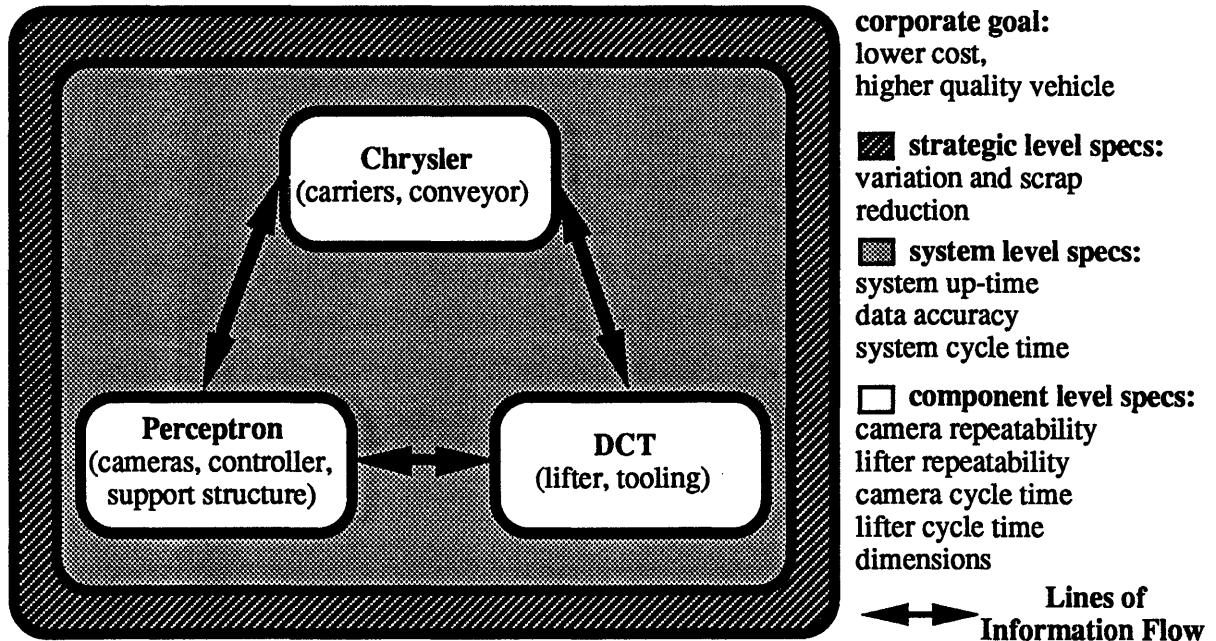 Chrysler
(carriers, conveyor)
Perceptron
(cameras, controller,
support structure)
DCT
(lifter, tooling)
corporate goal:
lower cost,
higher quality vehicle
strategic level specs:
variation and scrap
reduction
system level specs:
system up-time
data accuracy
system cycle time
component level specs:
camera repeatability
lifter repeatability
camera cycle time
lifter cycle time
dimensions
Lines of
Information Flow